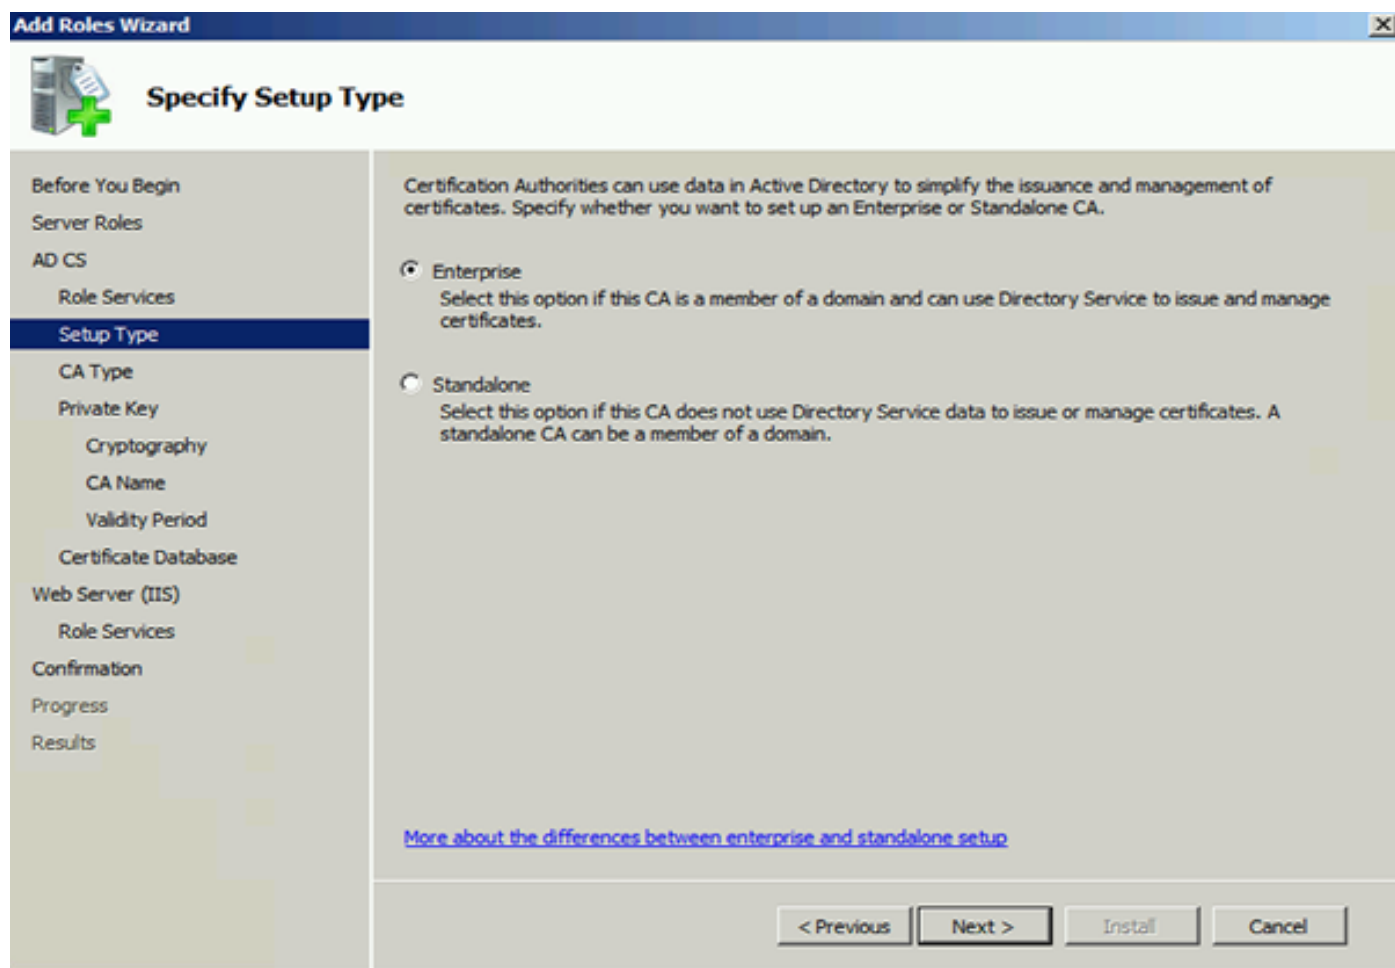 Add Roles Wizard
Specify Setup Type
Before You Begin
Server Roles
AD CS
Role Services
Setup Type
CA Type
Private Key
Cryptography
CA Name
Validity Period
Certificate Database
Web Server (IIS)
Role Services
Confirmation
Progress
Results
Certification Authorities can use data in Active Directory to simplify the issuance and management of
certificates. Specify whether you want to set up an Enterprise or Standalone CA.
Enterprise
Select this option if this CA is a member of a domain and can use Directory Service to issue and manage
certificates.
Standalone
Select this option if this CA does not use Directory Service data to issue or manage certificates. A
standalone CA can be a member of a domain.
More about the differences between enterprise and standalone setup
< Previous
Next >
Install
Cancel